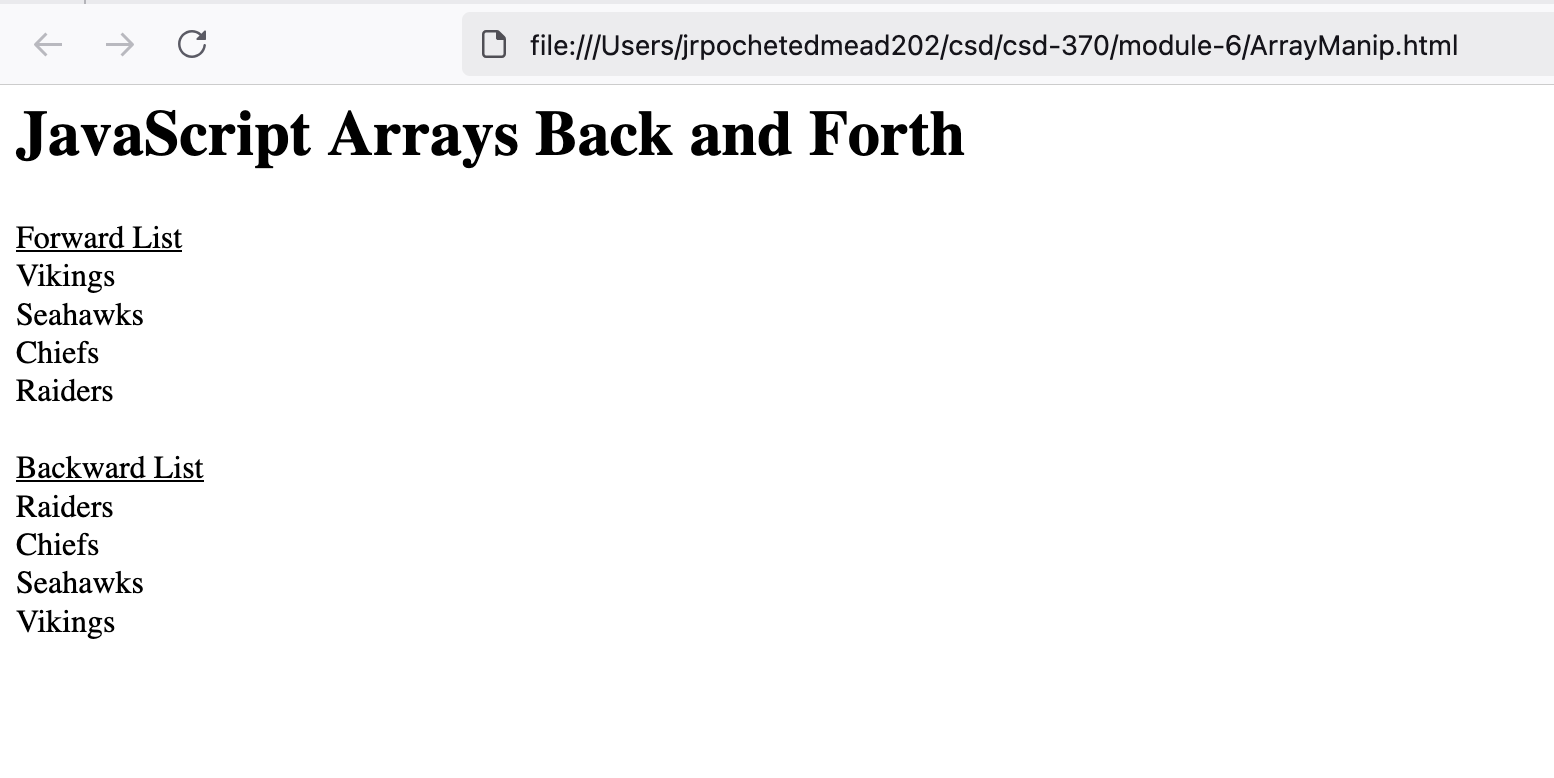 file:///Users/jrpochetedmead202/csd/csd-370/module-6/ArrayManip.html
JavaScript Arrays Back and Forth
Forward List
Vikings
Seahawks
Chiefs
Raiders
Backward List
Raiders
Chiefs
Seahawks
Vikings